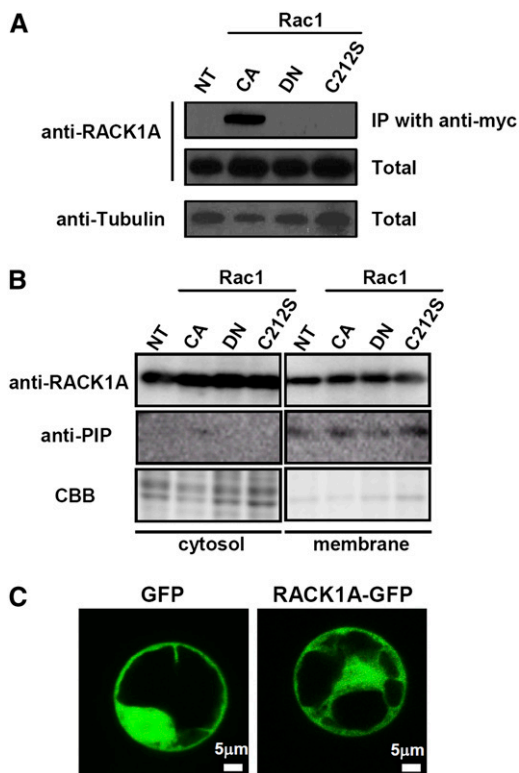 A
Rac1
NT CA DN C212S
anti-RACK1A
IP with anti-myc
Total
anti-Tubulin
Total
B
Rac1 Rac1
NT CA DN C212S NT CA DN C212S
anti-RACK1A
anti-PIP
CBB
cytosol membrane
C
GFP RACK1A-GFP
5µm 5µm